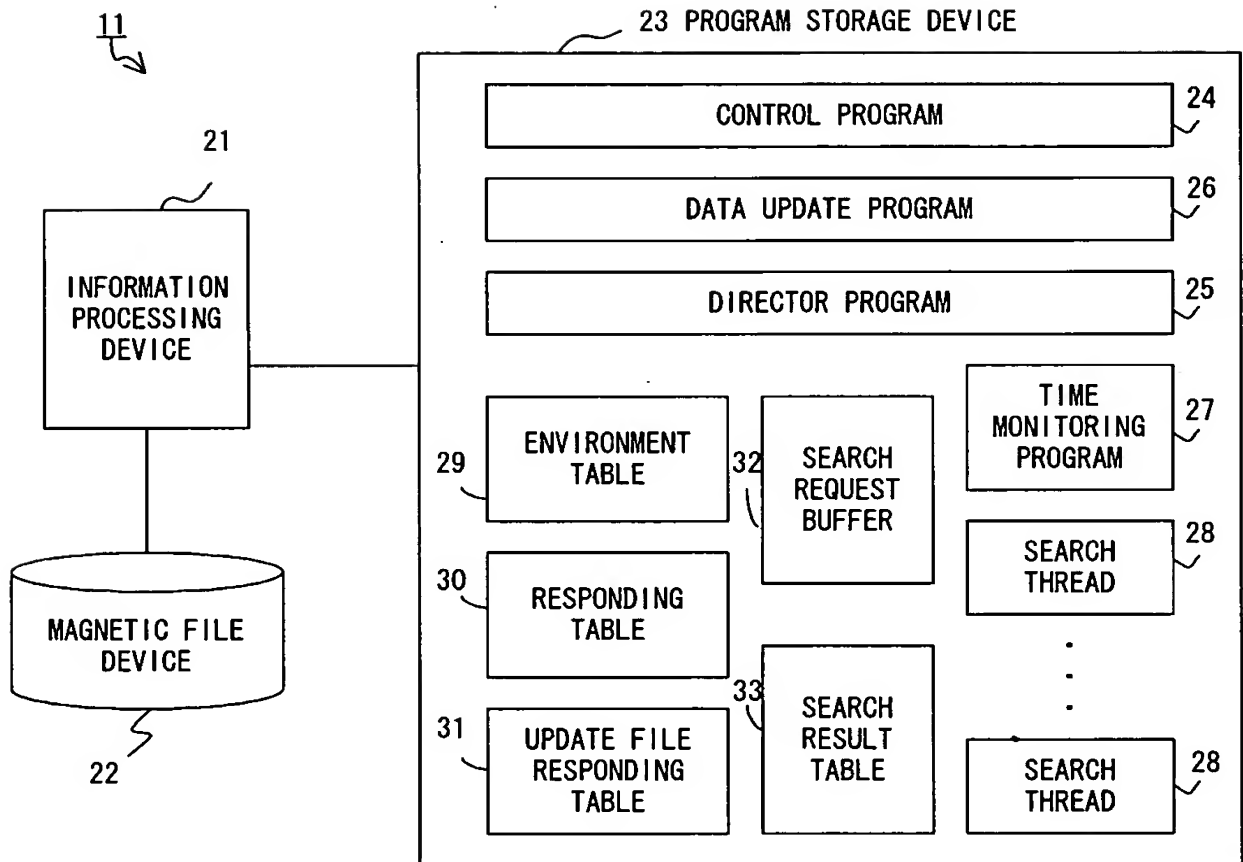 11
23 PROGRAM STORAGE DEVICE
CONTROL PROGRAM
24
21
DATA UPDATE PROGRAM
26
INFORMATION
PROCESSING
DEVICE
DIRECTOR PROGRAM
25
TIME
MONITORING
PROGRAM
27
ENVIRONMENT
TABLE
29
32
SEARCH
REQUEST
BUFFER
SEARCH
THREAD
28
30
RESPONDING
TABLE
MAGNETIC FILE
DEVICE
22
33
SEARCH
RESULT
TABLE
31
UPDATE FILE
RESPONDING
TABLE
SEARCH
THREAD
28